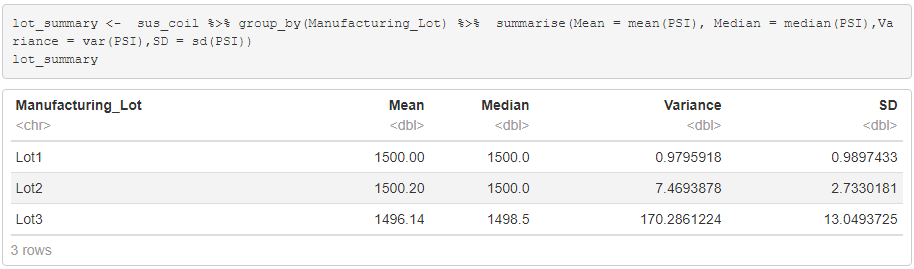 lot_summary <-  sus_coil %>% group_by(Manufacturing_Lot) %>%  summarise(Mean = mean(PSI), Median = median(PSI),Va
riance = var(PSI),SD = sd(PSI))
lot_summary
Manufacturing_Lot Mean Median Variance SD
<chr> <dbl> <dbl> <dbl> <dbl>
Lot1 1500.00 1500.0 0.9795918 0.9897433
Lot2 1500.20 1500.0 7.4693878 2.7330181
Lot3 1496.14 1498.5 170.2861224 13.0493725
3 rows